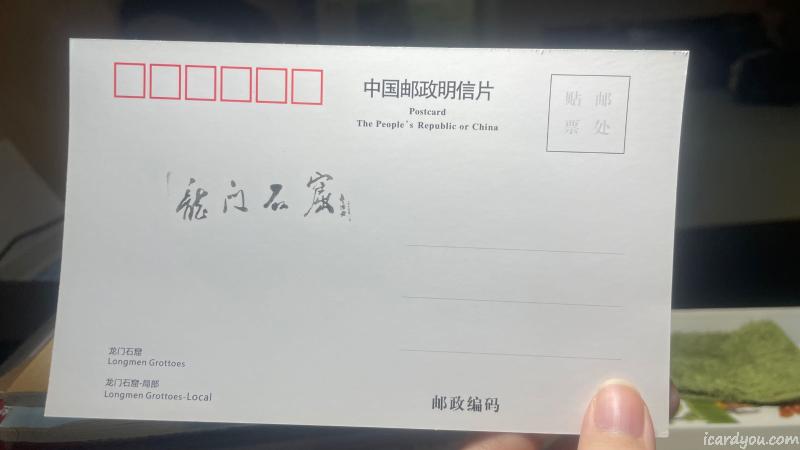 中国邮政明信片
Postcard
The People's Republic or China
贴 邮
票 处
龙门石窟
龙门石窟
Longmen Grottoes
龙门石窟-局部
Longmen Grottoes-Local
邮政编码
icardyou.com